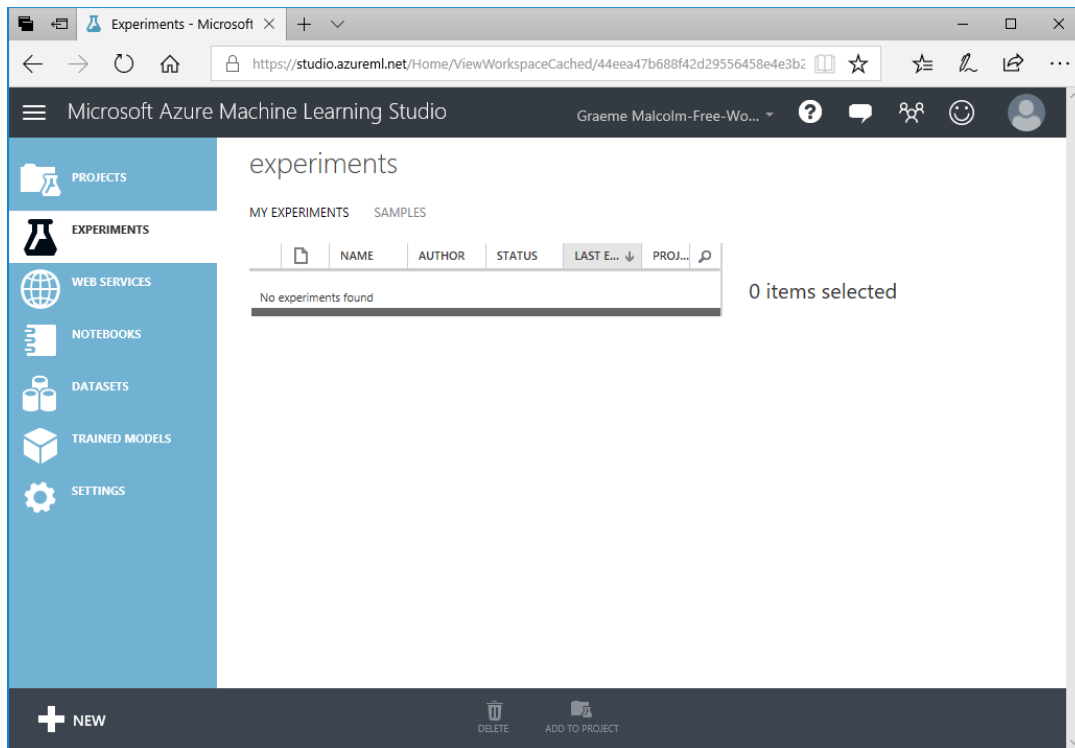 Experiments - Microsoft
https://studio.azureml.net/Home/ViewWorkspaceCached/44eea47b688f42d29556458e4e3b2
Microsoft Azure Machine Learning Studio
Graeme Malcolm-Free-Wo...
PROJECTS
EXPERIMENTS
WEB SERVICES
NOTEBOOKS
DATASETS
TRAINED MODELS
SETTINGS
experiments
MY EXPERIMENTS SAMPLES
NAME AUTHOR STATUS LAST E... PROJ...
No experiments found
0 items selected
NEW
DELETE
ADD TO PROJECT